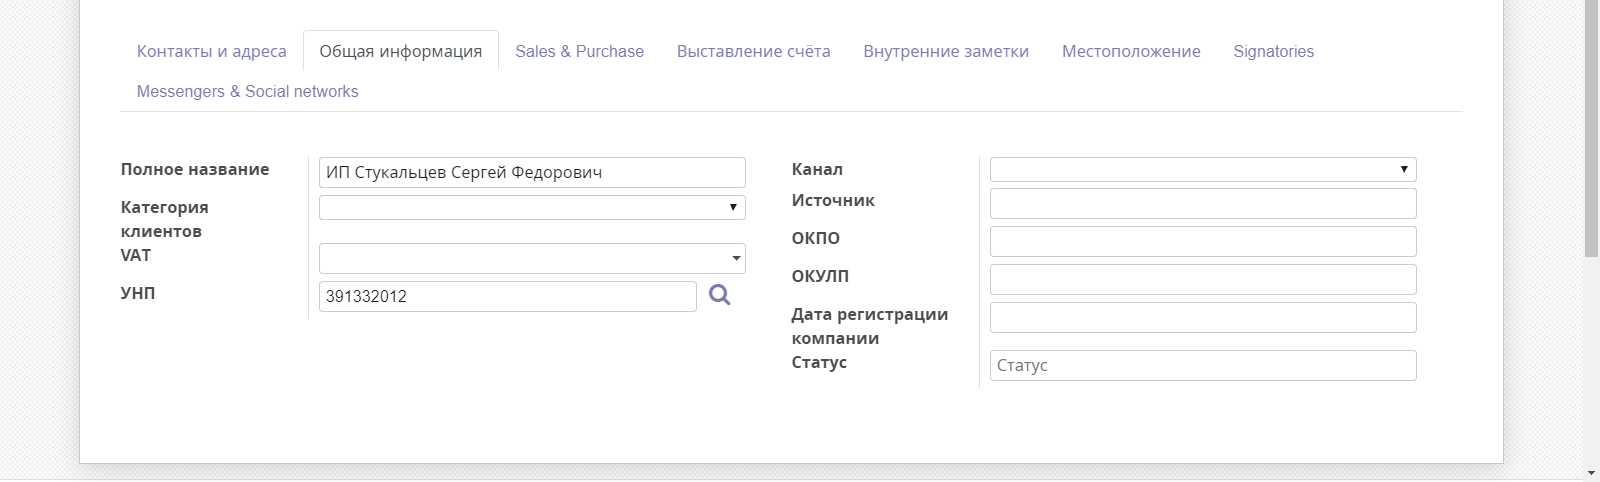 Контакты и адреса Общая информация Sales & Purchase Выставление счёта Внутренние заметки Местоположение Signatories
Messengers & Social networks
Полное название ИП Стукальцев Сергей Федорович
Категория
клиентов
VAT
УНП 391332012
Канал
Источник
ОКПО
ОКУЛП
Дата регистрации
компании
Статус Статус